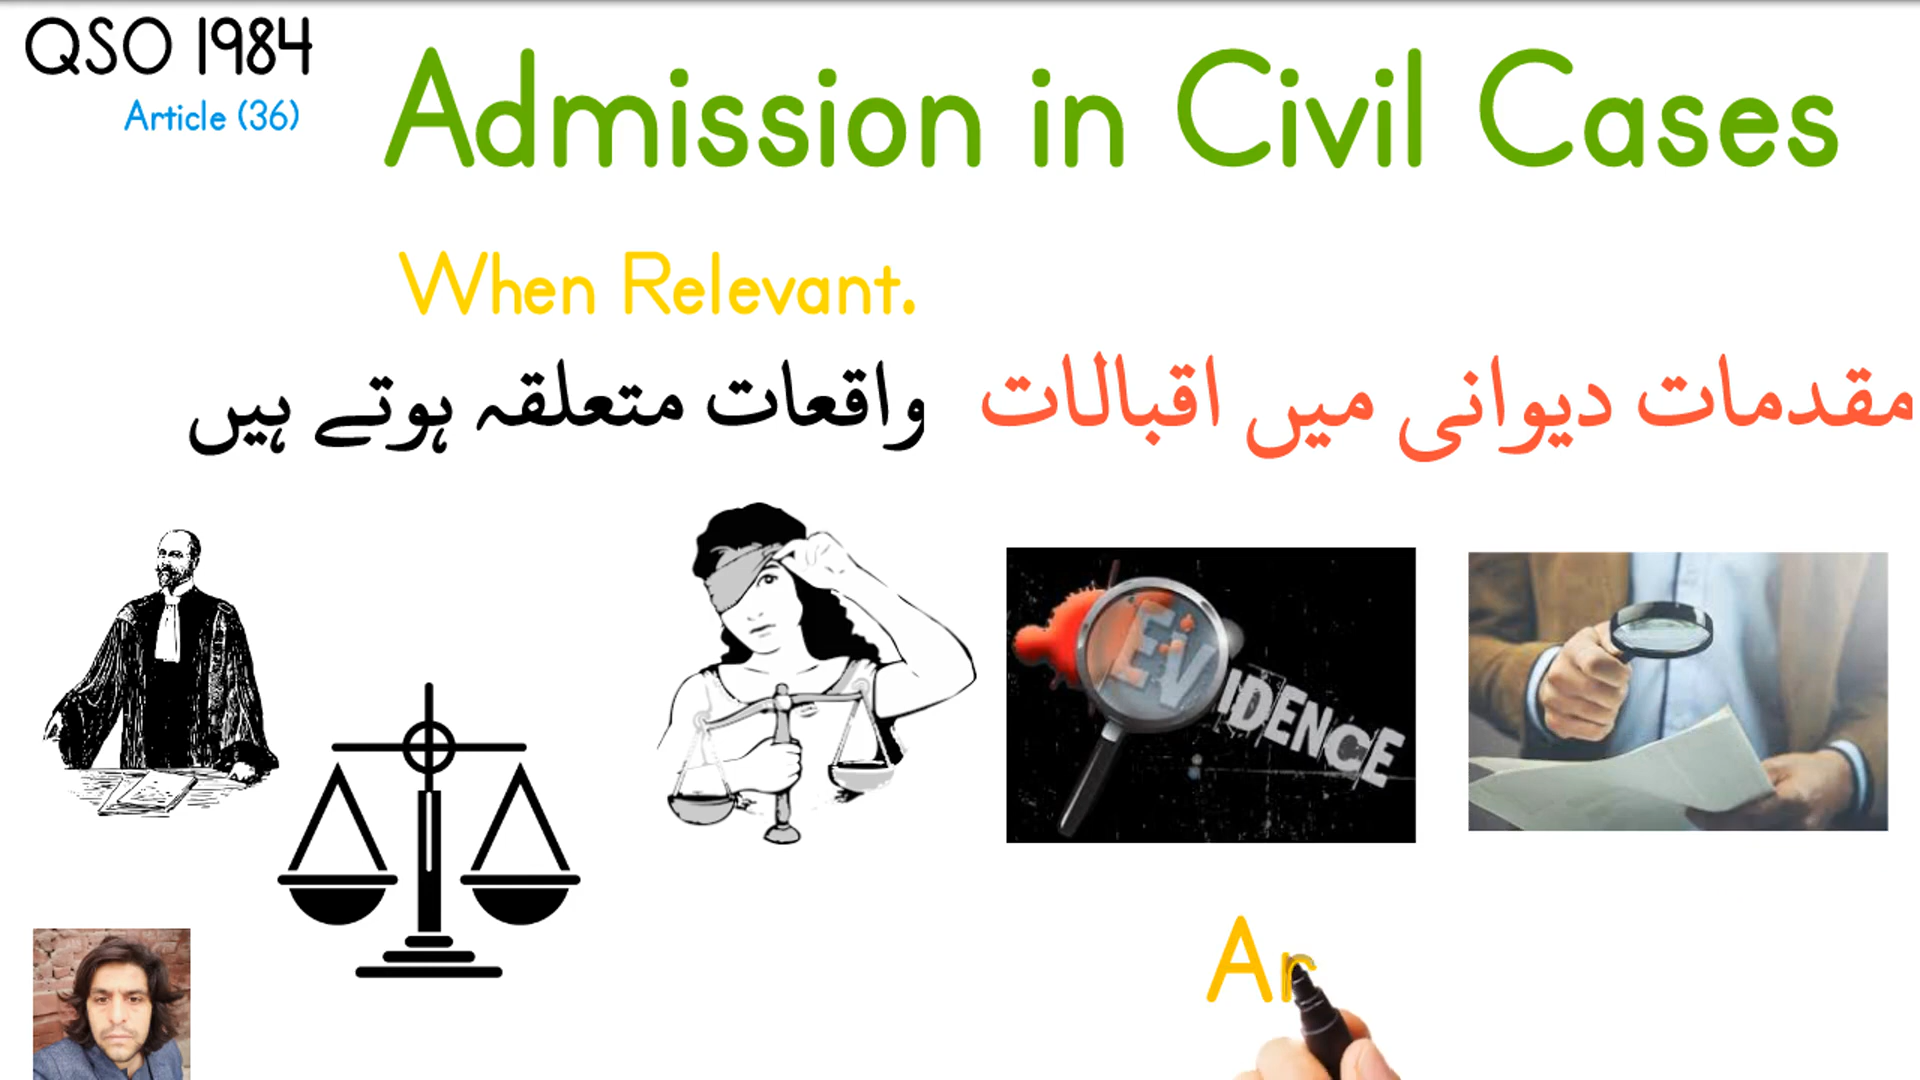 QSO 1984
Article (36)
Admission in Civil Cases
When Relevant.
مقدمات دیوانی میں اقبالات واقعات متعلقہ ہوتے ہیں
EVIDENCE
Ar